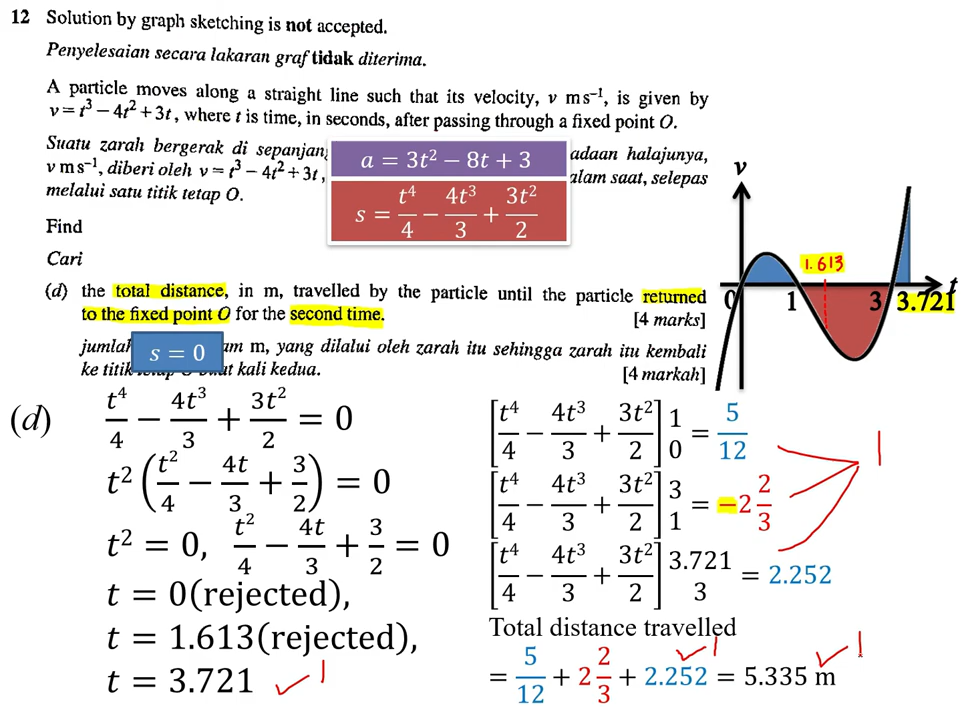 12 Solution by graph sketching is not accepted.
Penyelesaian secara lakaran graf tidak diterima.
A particle moves along a straight line such that its velocity, v m s⁻¹, is given by
v = t³ − 4t² + 3t, where t is time, in seconds, after passing through a fixed point O.
Suatu zarah bergerak di sepanjang adaan halajunya,
v m s⁻¹, diberi oleh v = t³ − 4t² + 3t, alam saat, selepas
melalui satu titik tetap O.
a = 3t² − 8t + 3
s = t⁴/4 − 4t³/3 + 3t²/2
Find
Cari
(d) the total distance, in m, travelled by the particle until the particle returned
to the fixed point O for the second time. [4 marks]
jumlah am m, yang dilalui oleh zarah itu sehingga zarah itu kembali
ke titik kali kedua. [4 markah]
s = 0
v
1.613
0 1 3 3.721 t
(d) t⁴/4 − 4t³/3 + 3t²/2 = 0
t² (t²/4 − 4t/3 + 3/2) = 0
t² = 0, t²/4 − 4t/3 + 3/2 = 0
t = 0(rejected),
t = 1.613(rejected),
t = 3.721 ✓ 1
[t⁴/4 − 4t³/3 + 3t²/2] 1 0 = 5/12
[t⁴/4 − 4t³/3 + 3t²/2] 3 1 = −2 2/3
[t⁴/4 − 4t³/3 + 3t²/2] 3.721 3 = 2.252
1
Total distance travelled
= 5/12 + 2 2/3 + 2.252 = 5.335 m
✓ 1 ✓ 1